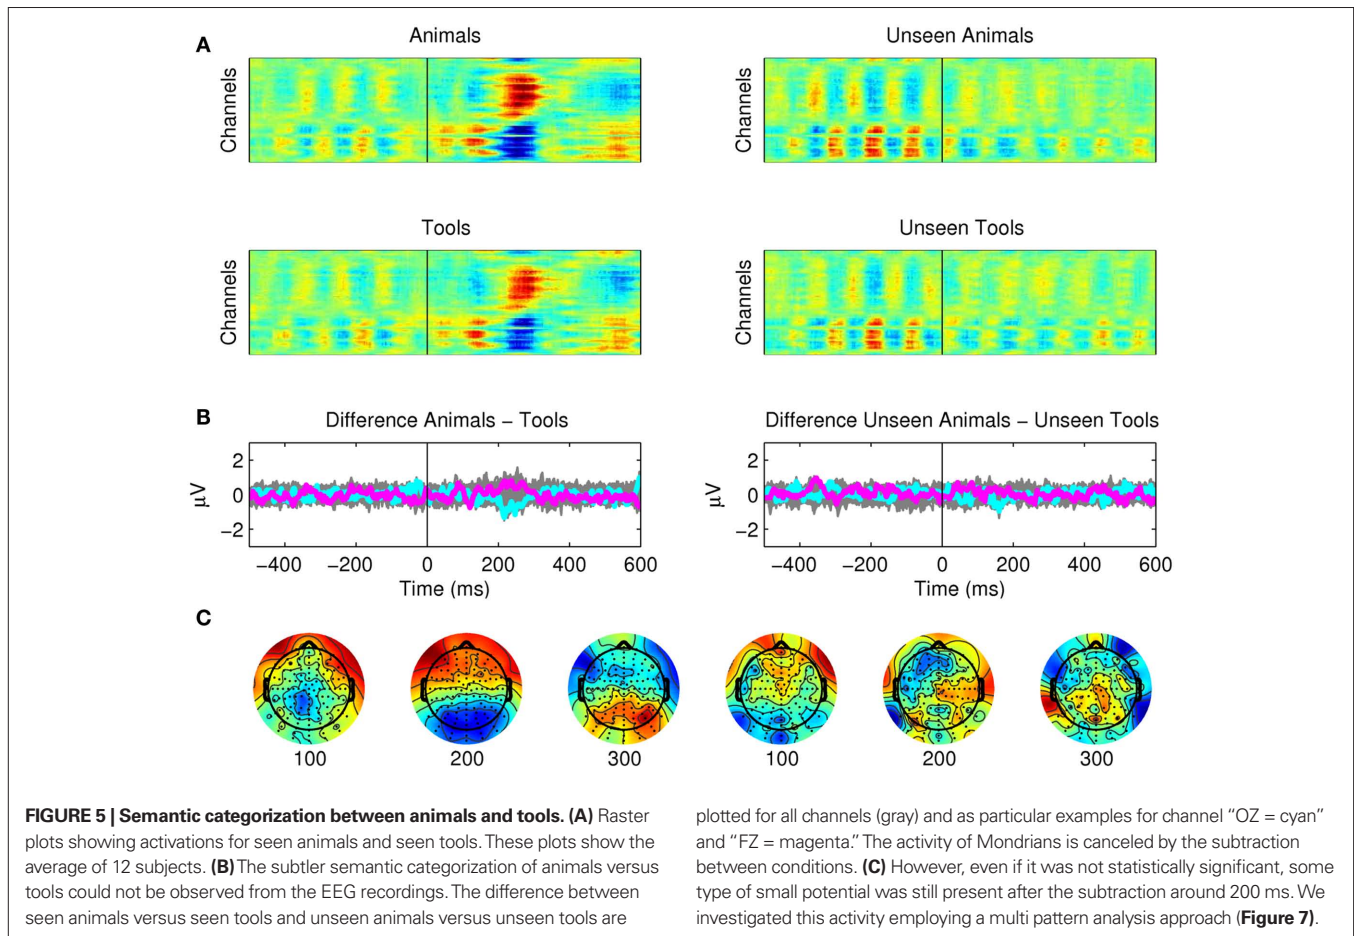 A
Animals
Unseen Animals
Channels
Channels
Tools
Unseen Tools
Channels
Channels
B
Difference Animals – Tools
Difference Unseen Animals – Unseen Tools
μV
2
0
−2
−400 −200 0 200 400 600
Time (ms)
μV
2
0
−2
−400 −200 0 200 400 600
Time (ms)
C
100 200 300 100 200 300
FIGURE 5 | Semantic categorization between animals and tools. (A) Raster
plots showing activations for seen animals and seen tools. These plots show the
average of 12 subjects. (B) The subtler semantic categorization of animals versus
tools could not be observed from the EEG recordings. The difference between
seen animals versus seen tools and unseen animals versus unseen tools are
plotted for all channels (gray) and as particular examples for channel “OZ = cyan”
and “FZ = magenta.” The activity of Mondrians is canceled by the subtraction
between conditions. (C) However, even if it was not statistically significant, some
type of small potential was still present after the subtraction around 200 ms. We
investigated this activity employing a multi pattern analysis approach (Figure 7).